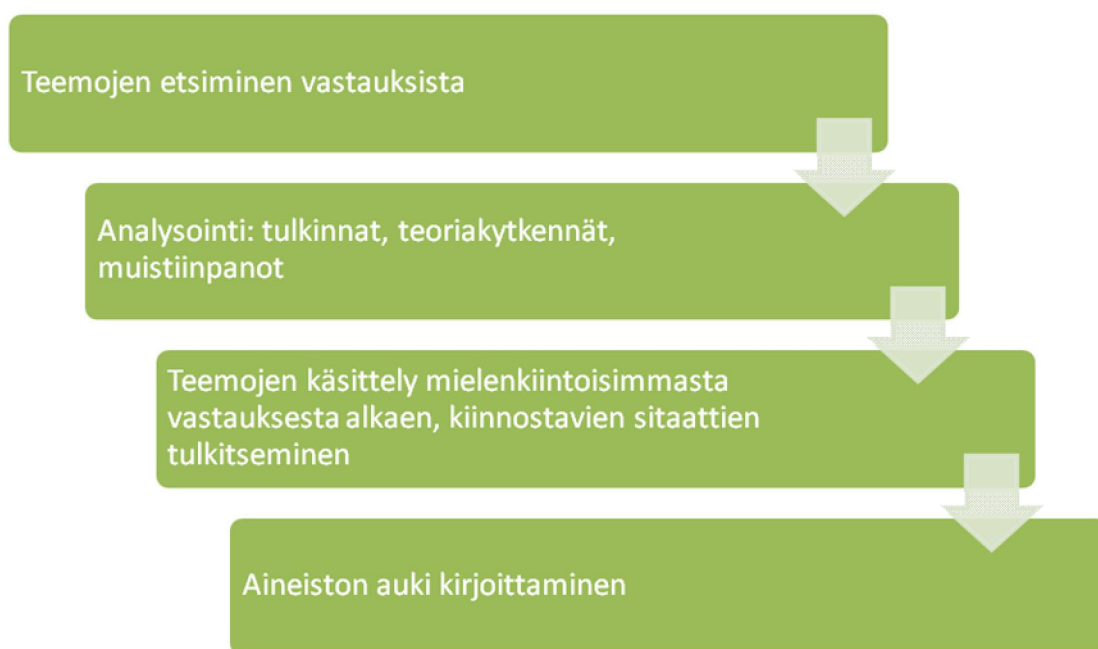 Teemojen etsiminen vastauksista
Analysointi: tulkinnat, teoriakytkennät,
muistiinpanot
Teemojen käsittely mielenkiintoisimmasta
vastauksesta alkaen, kiinnostavien sitaattien
tulkitseminen
Aineiston auki kirjoittaminen